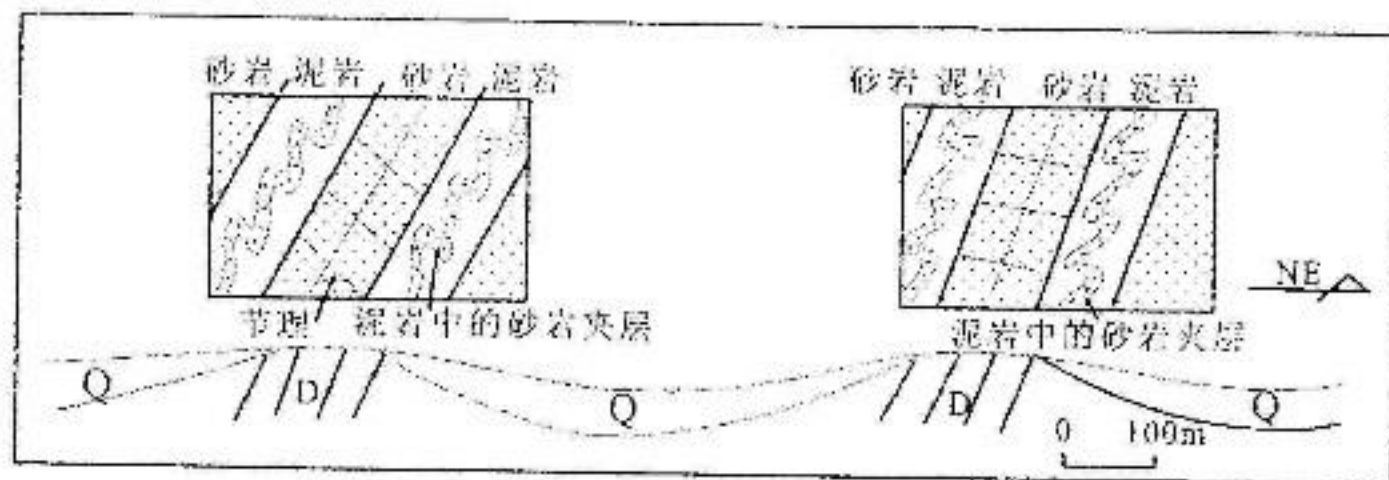 砂岩 泥岩 砂岩 泥岩
砂岩 泥岩 砂岩 泥岩
NE
节理 泥岩中的砂岩夹层
泥岩中的砂岩夹层
Q D Q D Q
0 100m